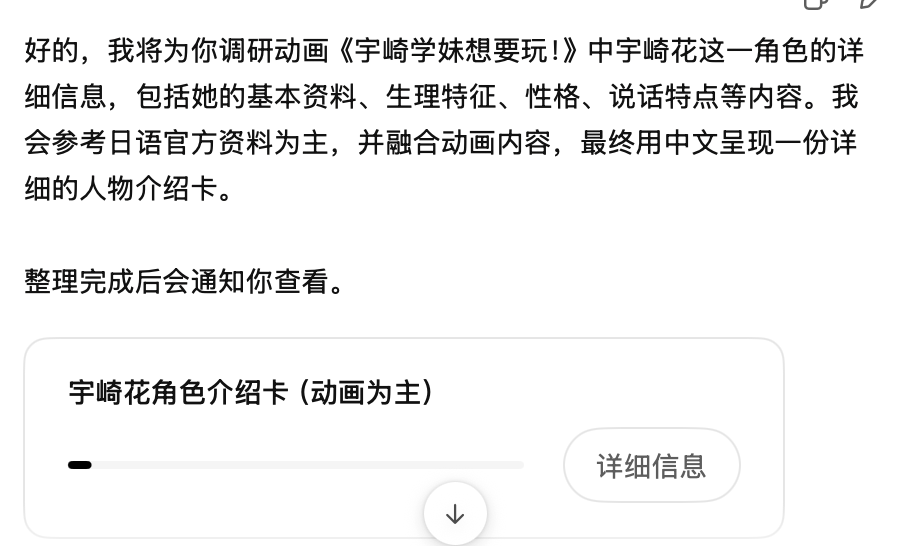 好的，我将为你调研动画《宇崎学妹想要玩！》中宇崎花这一角色的详
细信息，包括她的基本资料、生理特征、性格、说话特点等内容。我
会参考日语官方资料为主，并融合动画内容，最终用中文呈现一份详
细的人物介绍卡。
整理完成后会通知你查看。
宇崎花角色介绍卡（动画为主）
详细信息